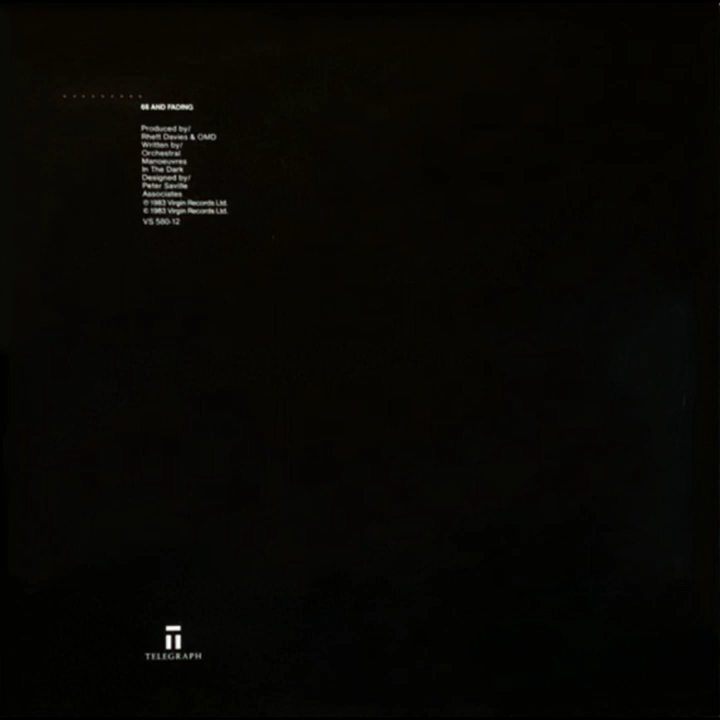 66 AND FADING
Produced by/
Rhett Davies & OMD
Written by/
Orchestral
Manoeuvres
In The Dark
Designed by/
Peter Saville
Associates
℗ 1983 Virgin Records Ltd.
© 1983 Virgin Records Ltd.
VS 580-12
TELEGRAPH